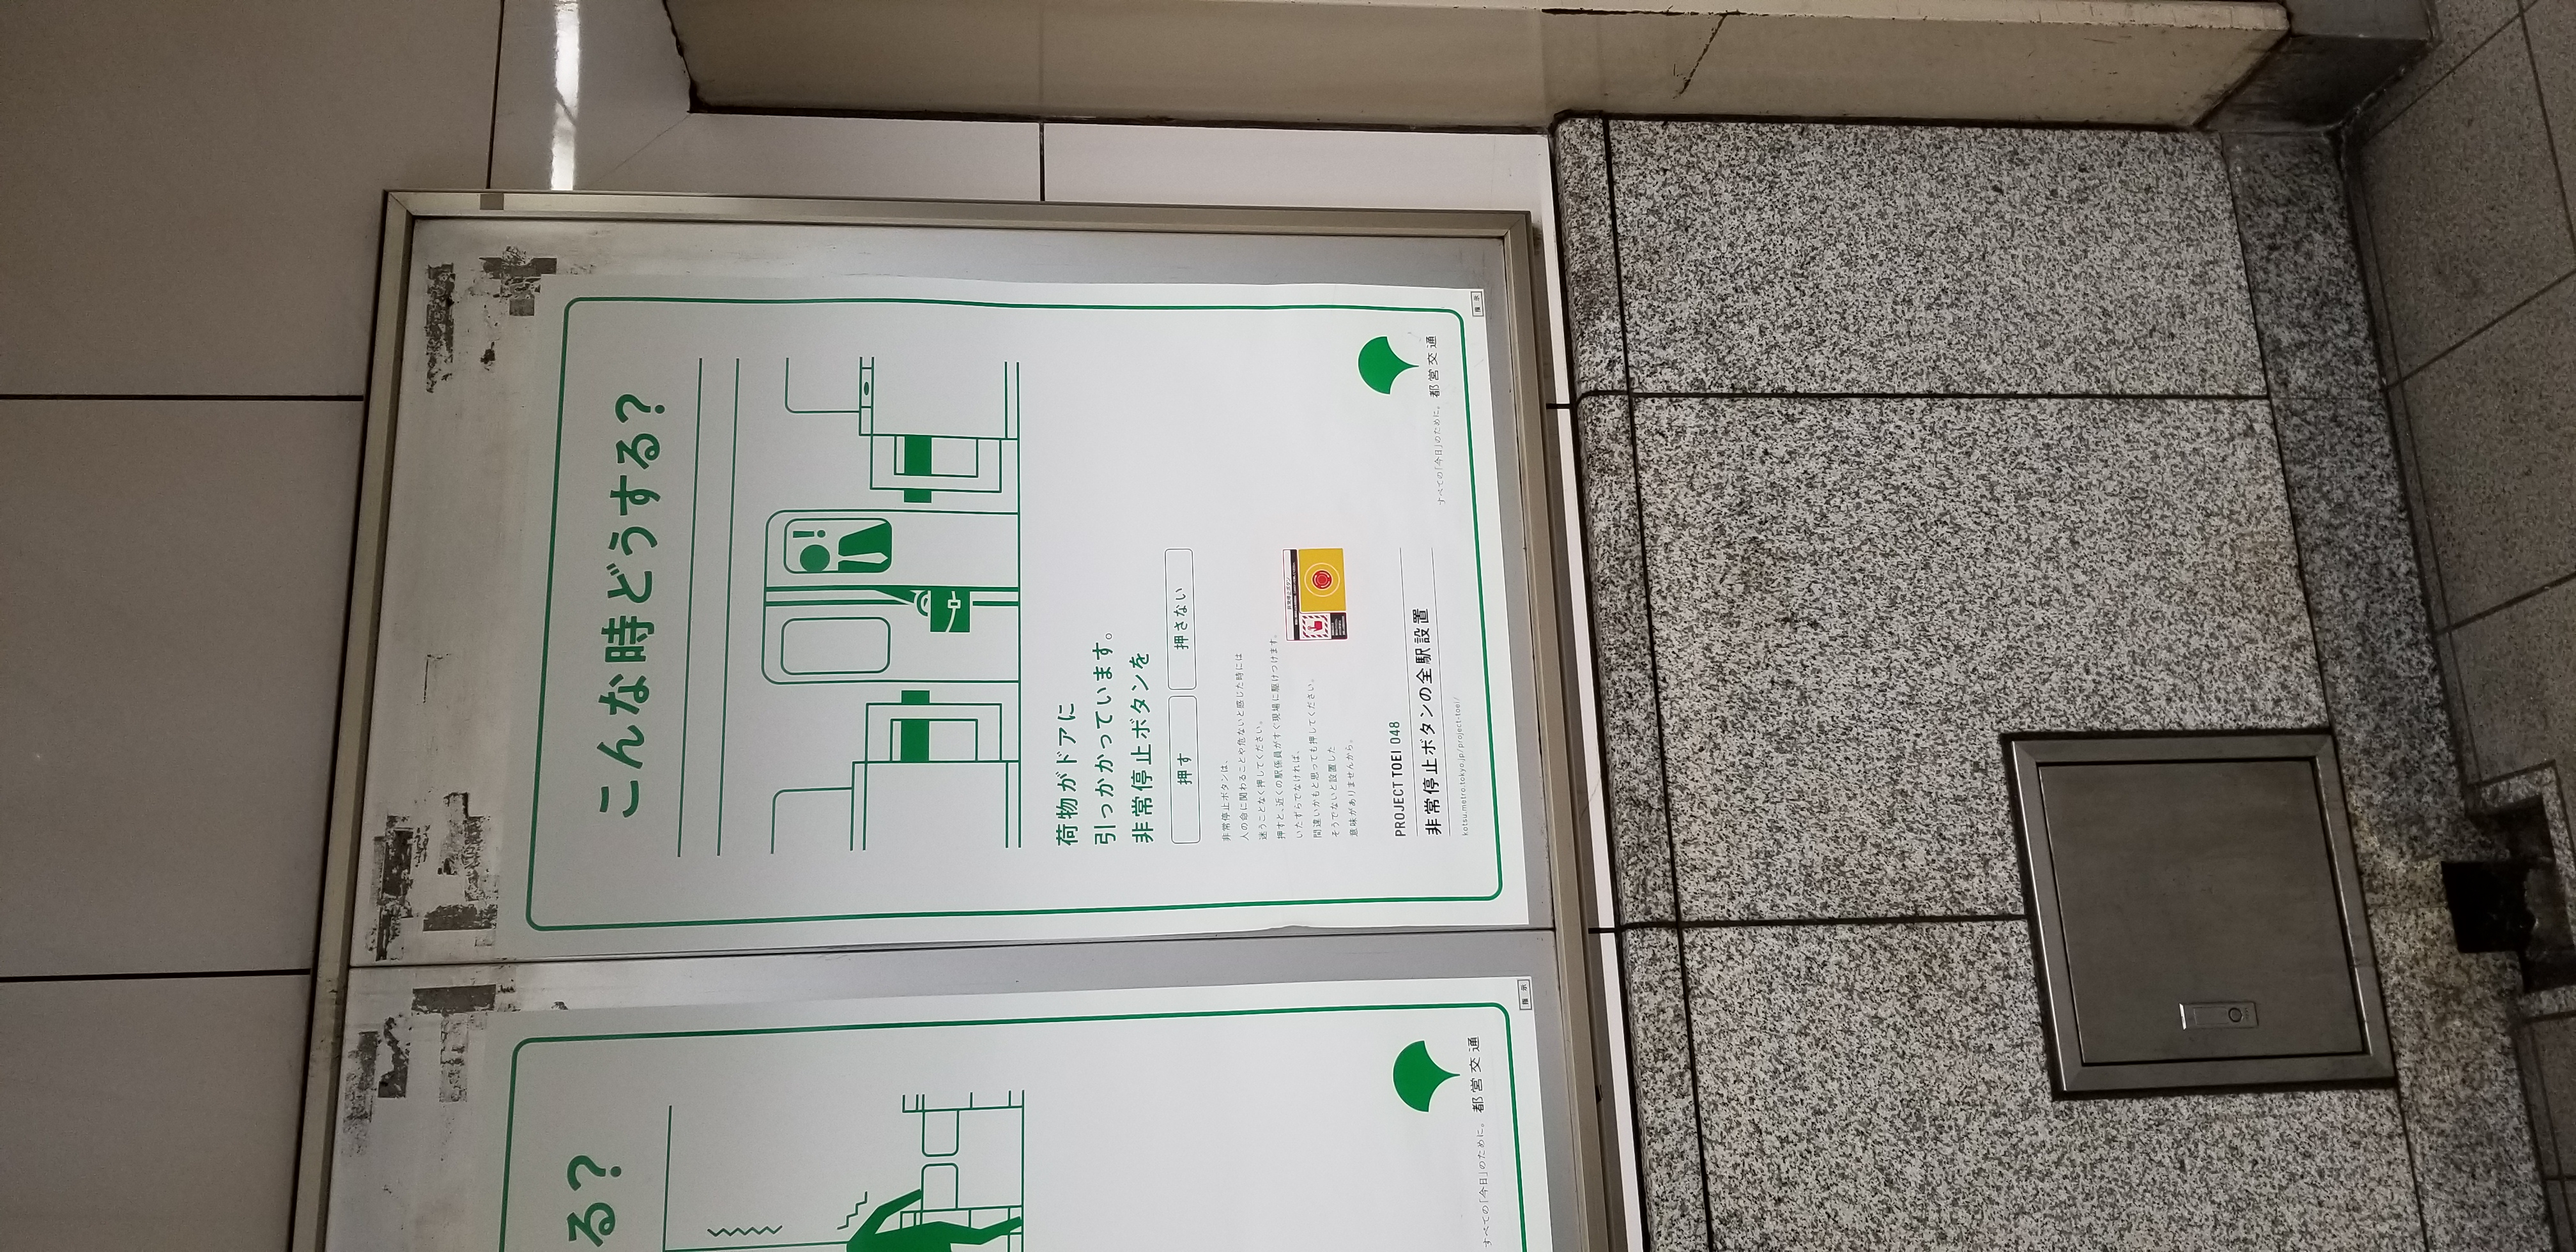 る？
すべての「今日」のために。 都営交通
指 示
こんな時どうする？
!
荷物がドアに
引っかかっています。
非常停止ボタンを
押す 押さない
非常停止ボタンは、
人の命に関わることや危ないと感じた時には
迷うことなく押してください。
押すと、近くの駅係員がすぐ現場に駆けつけます。
いたずらでなければ、
間違いかもと思っても押してください。
そうでないと設置した
意味がありませんから。
非常停止ボタン
PROJECT TOEI 048
非常停止ボタンの全駅設置
kotsu.metro.tokyo.jp/project-toei/
すべての「今日」のために。 都営交通
指 示